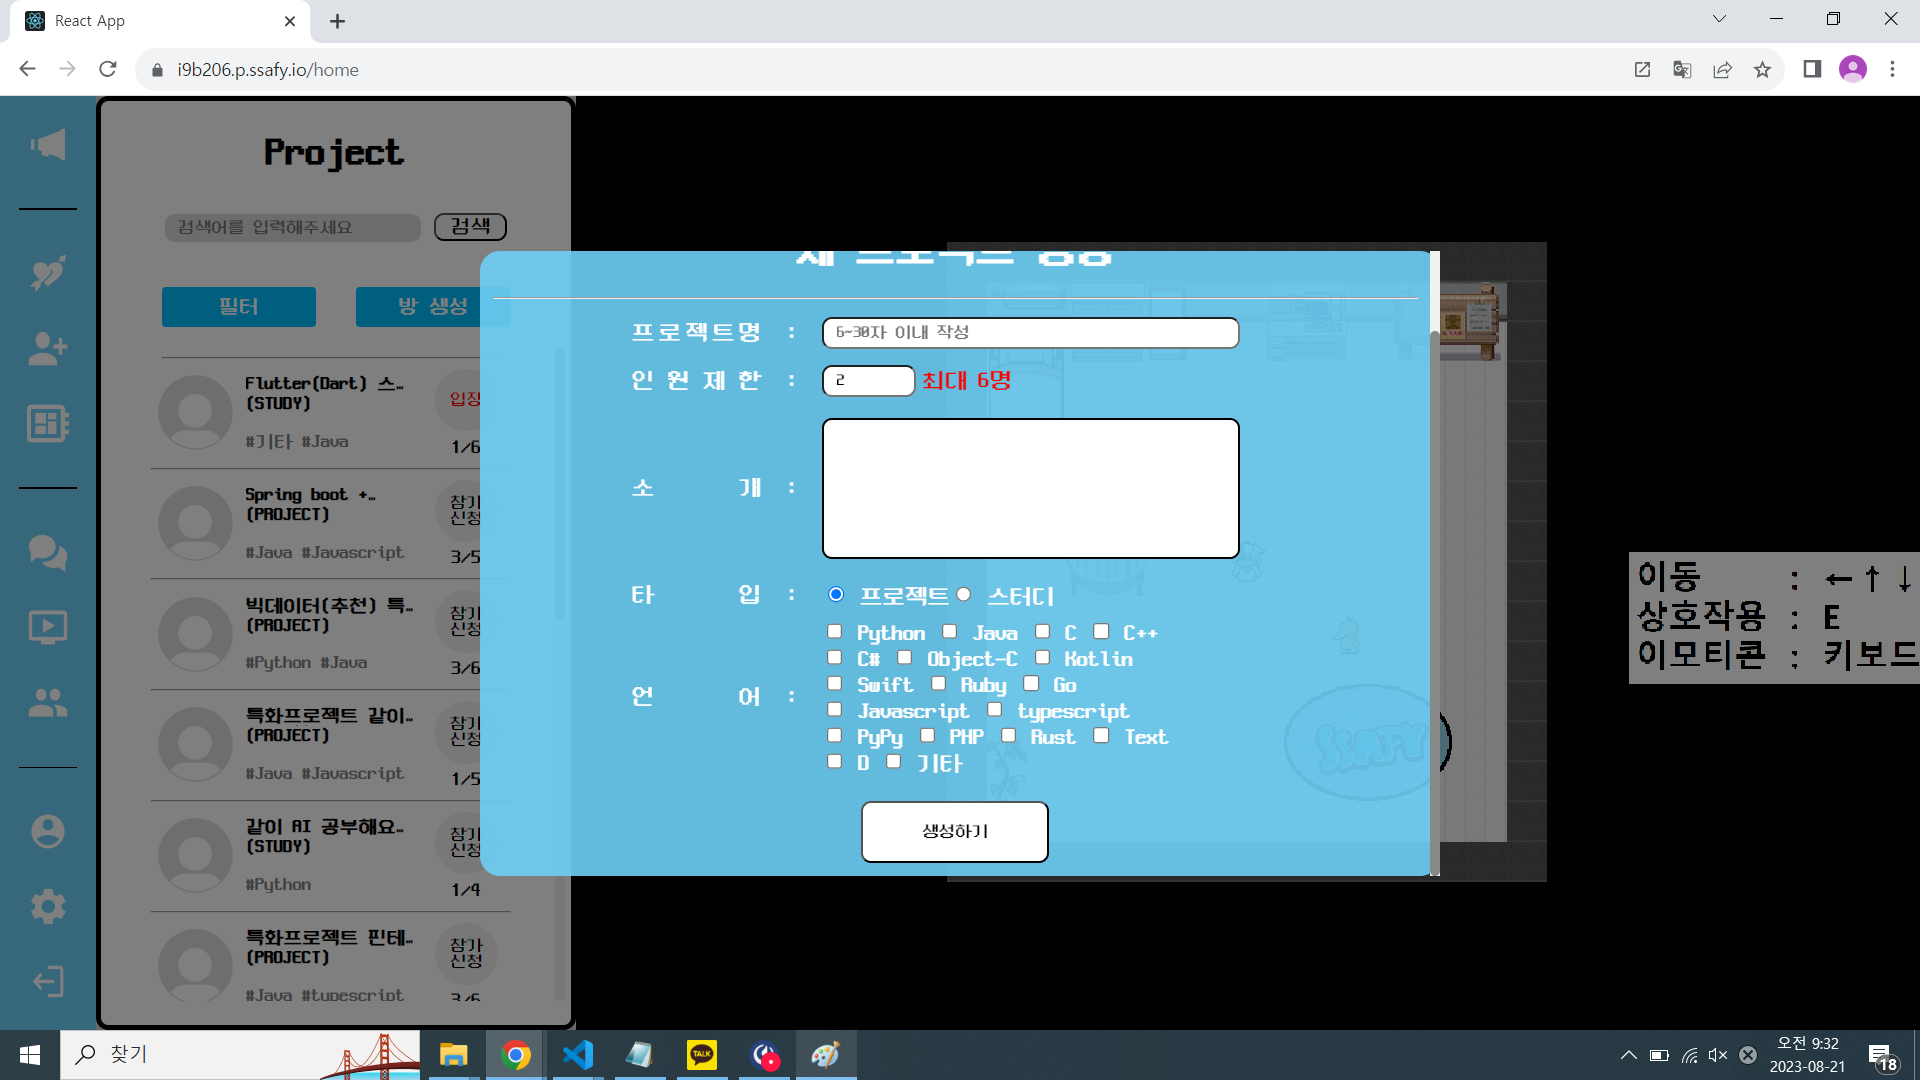 React App
i9b206.p.ssafy.io/home
Project
검색어를 입력해주세요
검색
필터
방 생성
Flutter(Dart) 스…
(STUDY)
입장
#기타 #Java
1/6
Spring boot +…
(PROJECT)
참가
신청
#Java #Javascript
3/5
빅데이터(추천) 특…
(PROJECT)
참가
신청
#Python #Java
3/6
특화프로젝트 같이…
(PROJECT)
참가
신청
#Java #Javascript
1/5
같이 AI 공부해요…
(STUDY)
참가
신청
#Python
1/4
특화프로젝트 핀테…
(PROJECT)
참가
신청
#Java #typescript
3/6
프로젝트명 :
6~30자 이내 작성
인원제한 :
2
최대 6명
소 개 :
타 입 :
프로젝트 스터디
언 어 :
Python Java C C++
C# Object-C Kotlin
Swift Ruby Go
Javascript typescript
PyPy PHP Rust Text
D 기타
생성하기
SSAFY
이동 : ← ↑ ↓
상호작용 : E
이모티콘 : 키보드
찾기
TALK
오전 9:32
2023-08-21
18